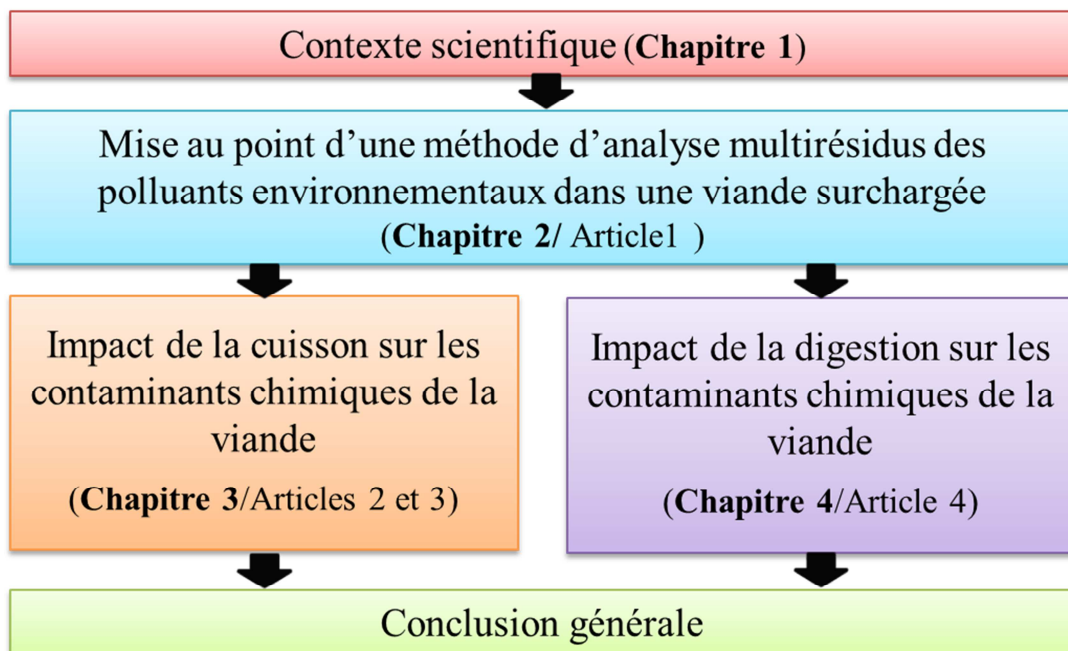 Contexte scientifique (Chapitre 1)
Mise au point d’une méthode d’analyse multirésidus des
polluants environnementaux dans une viande surchargée
(Chapitre 2/ Article1 )
Impact de la cuisson sur les
contaminants chimiques de la
viande
(Chapitre 3/Articles 2 et 3)
Impact de la digestion sur les
contaminants chimiques de la
viande
(Chapitre 4/Article 4)
Conclusion générale